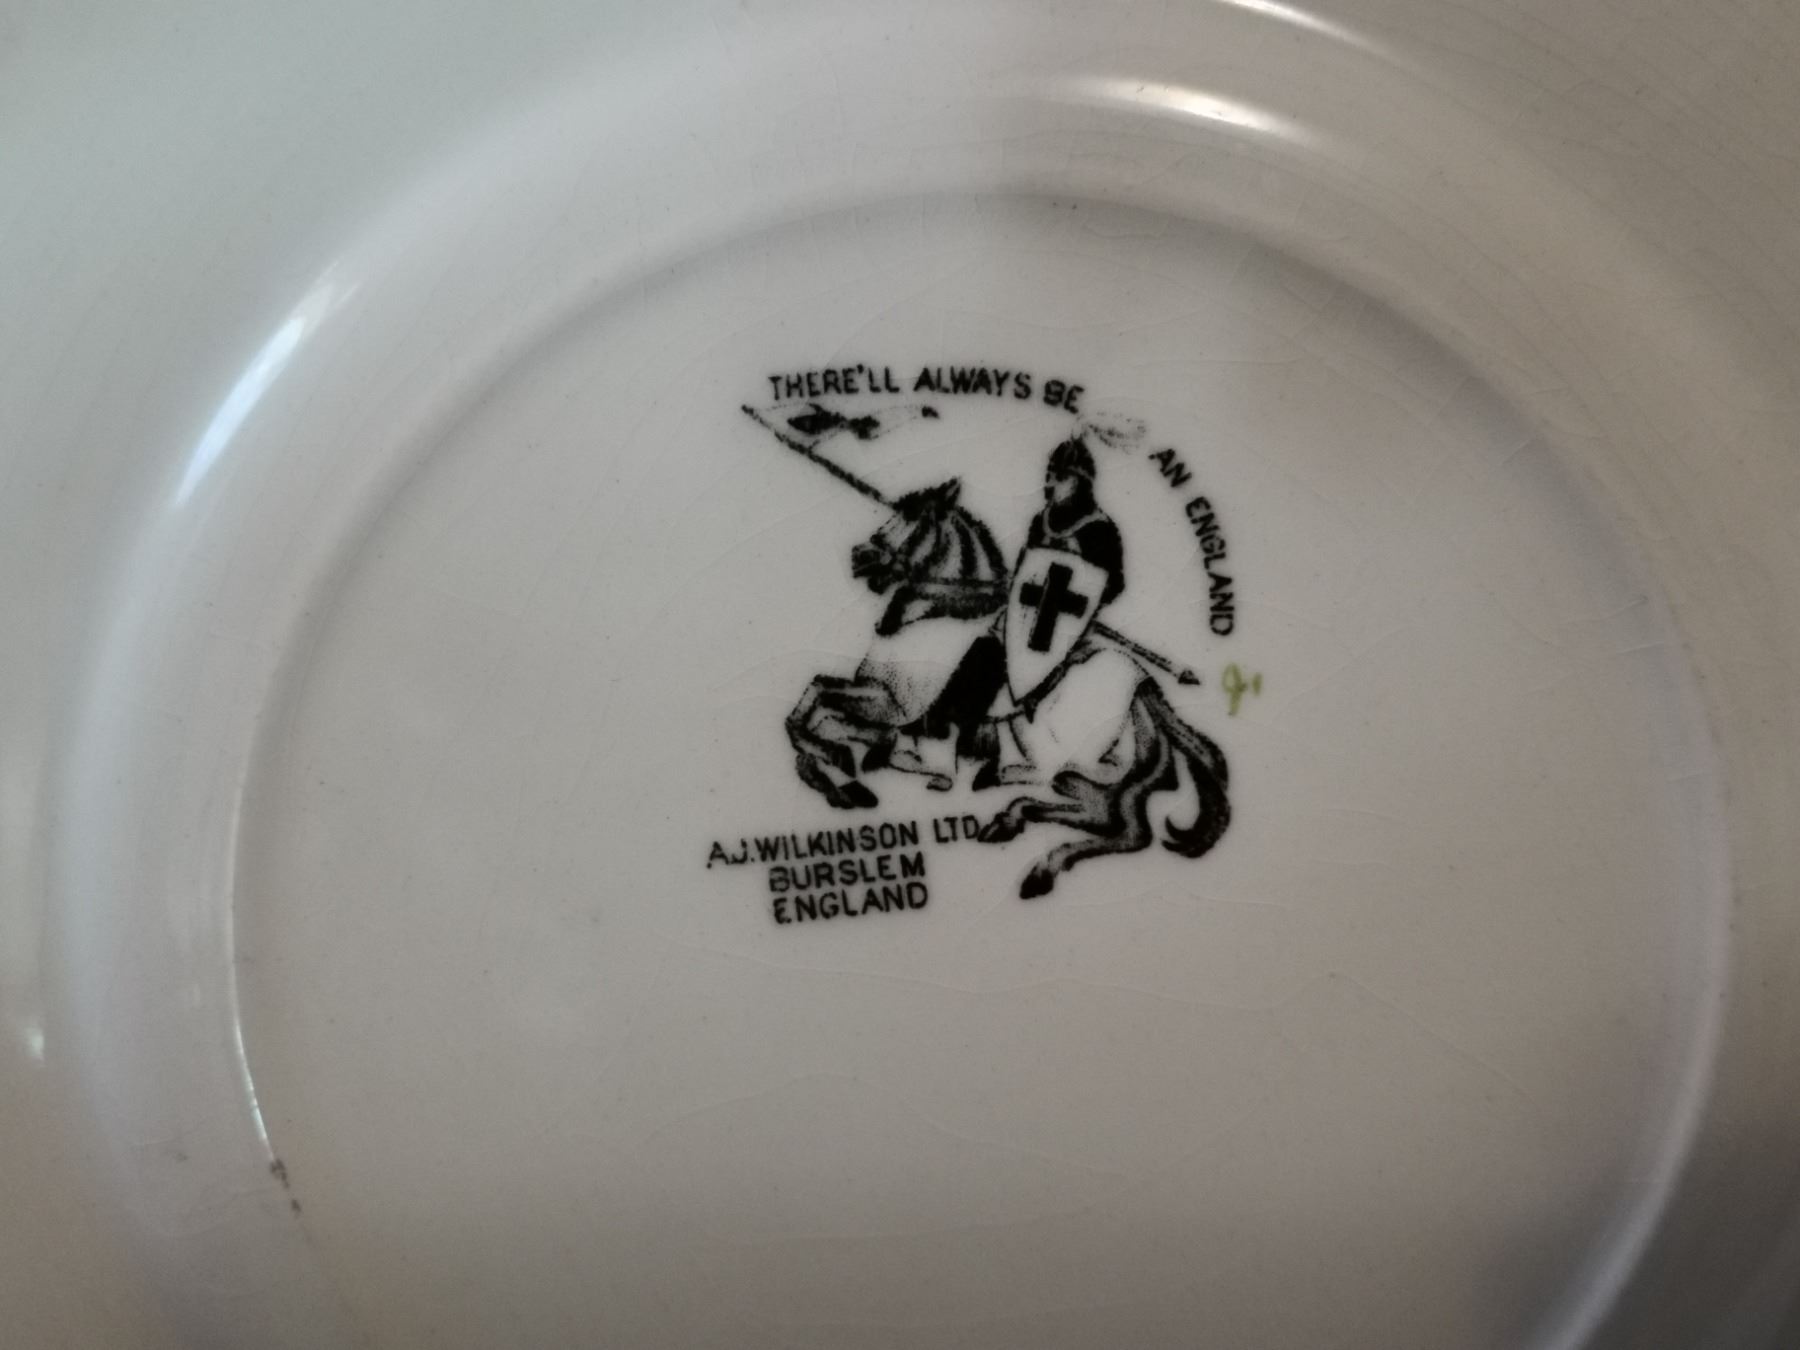 THERE'LL ALWAYS BE AN ENGLAND
A.J.WILKINSON LTD
BURSLEM
ENGLAND